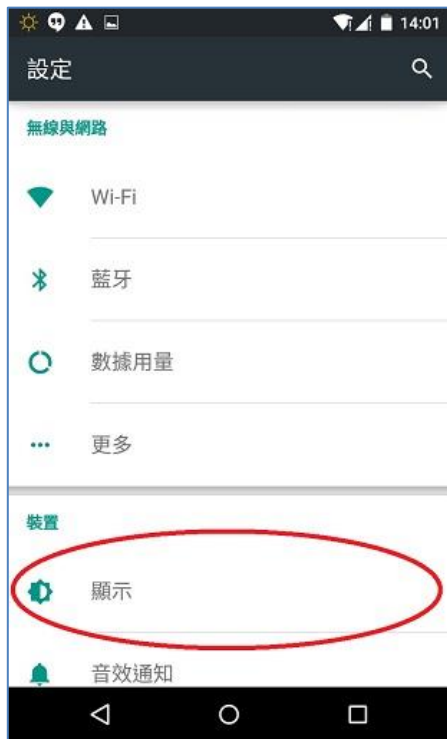 14:01
設定
無線與網路
Wi-Fi
藍牙
數據用量
更多
裝置
顯示
音效通知